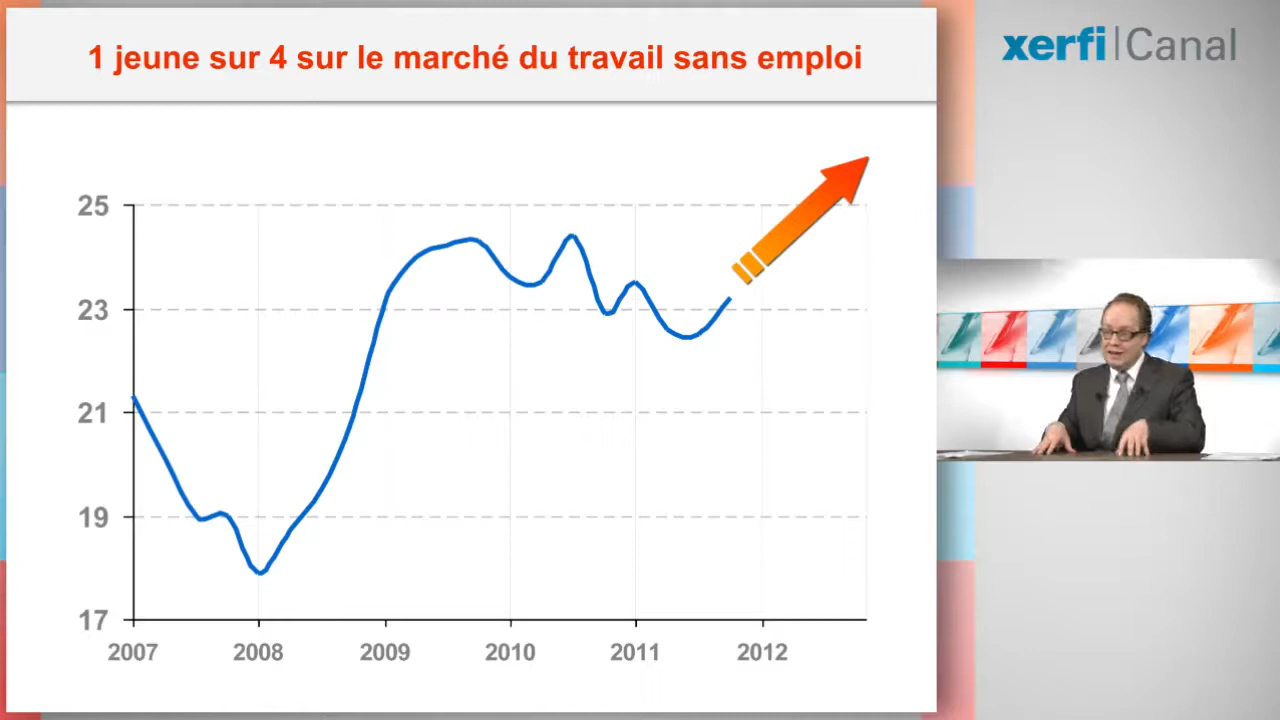 1 jeune sur 4 sur le marché du travail sans emploi
xerfi|Canal
25
23
21
19
17
2007 2008 2009 2010 2011 2012